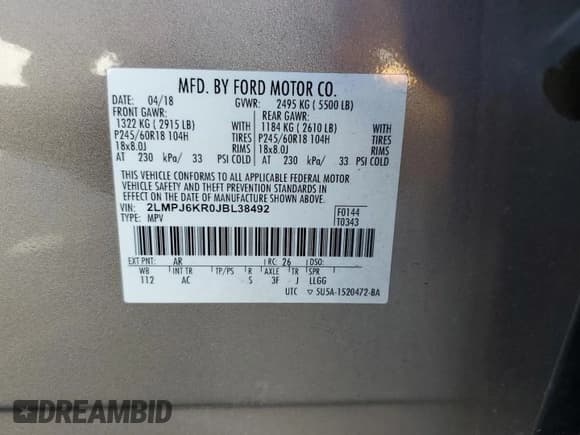 MFD. BY FORD MOTOR CO.
DATE: 04/18 GVWR: 2495 KG ( 5500 LB)
FRONT GAWR: REAR GAWR:
1322 KG ( 2915 LB) WITH 1184 KG ( 2610 LB) WITH
P245/60R18 104H TIRES P245/60R18 104H TIRES
18x8.0J RIMS 18x8.0J RIMS
AT 230 kPa/ 33 PSI COLD AT 230 kPa/ 33 PSI COLD
THIS VEHICLE CONFORMS TO ALL APPLICABLE FEDERAL MOTOR
VEHICLE SAFETY AND THEFT PREVENTION STANDARDS IN EFFECT
ON THE DATE OF MANUFACTURE SHOWN ABOVE.
VIN: 2LMPJ6KR0JBL38492 F0144
TYPE: MPV T0343
EXT PNT: AR RC: 26 DSO:
WB INT TR TP/PS R AXLE TR SPR
112 AC S 3F J LLGG
UTC ▽ 5U5A-1520472-BA
DREAMBID